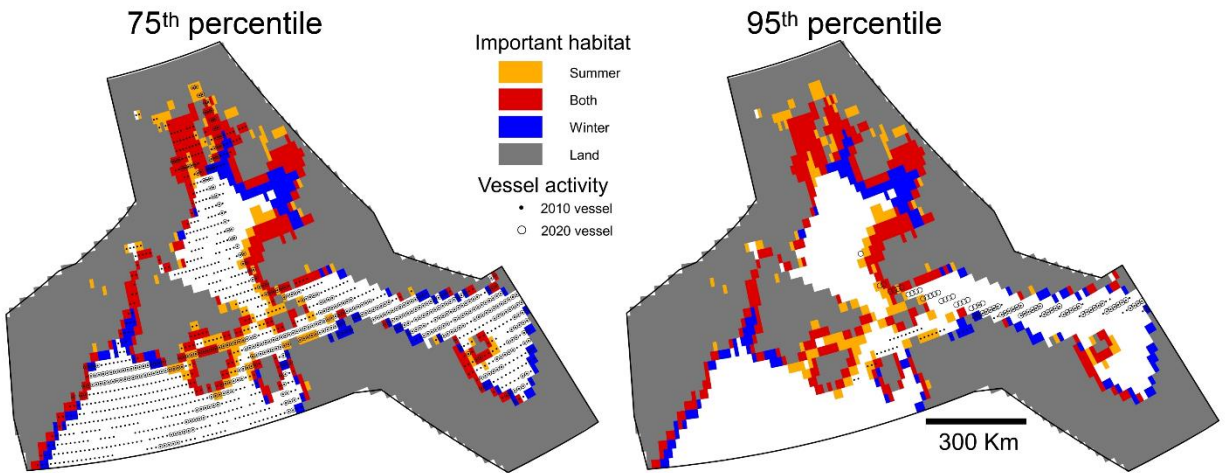 75th percentile
95th percentile
Important habitat
Summer
Both
Winter
Land
Vessel activity
2010 vessel
2020 vessel
300 Km